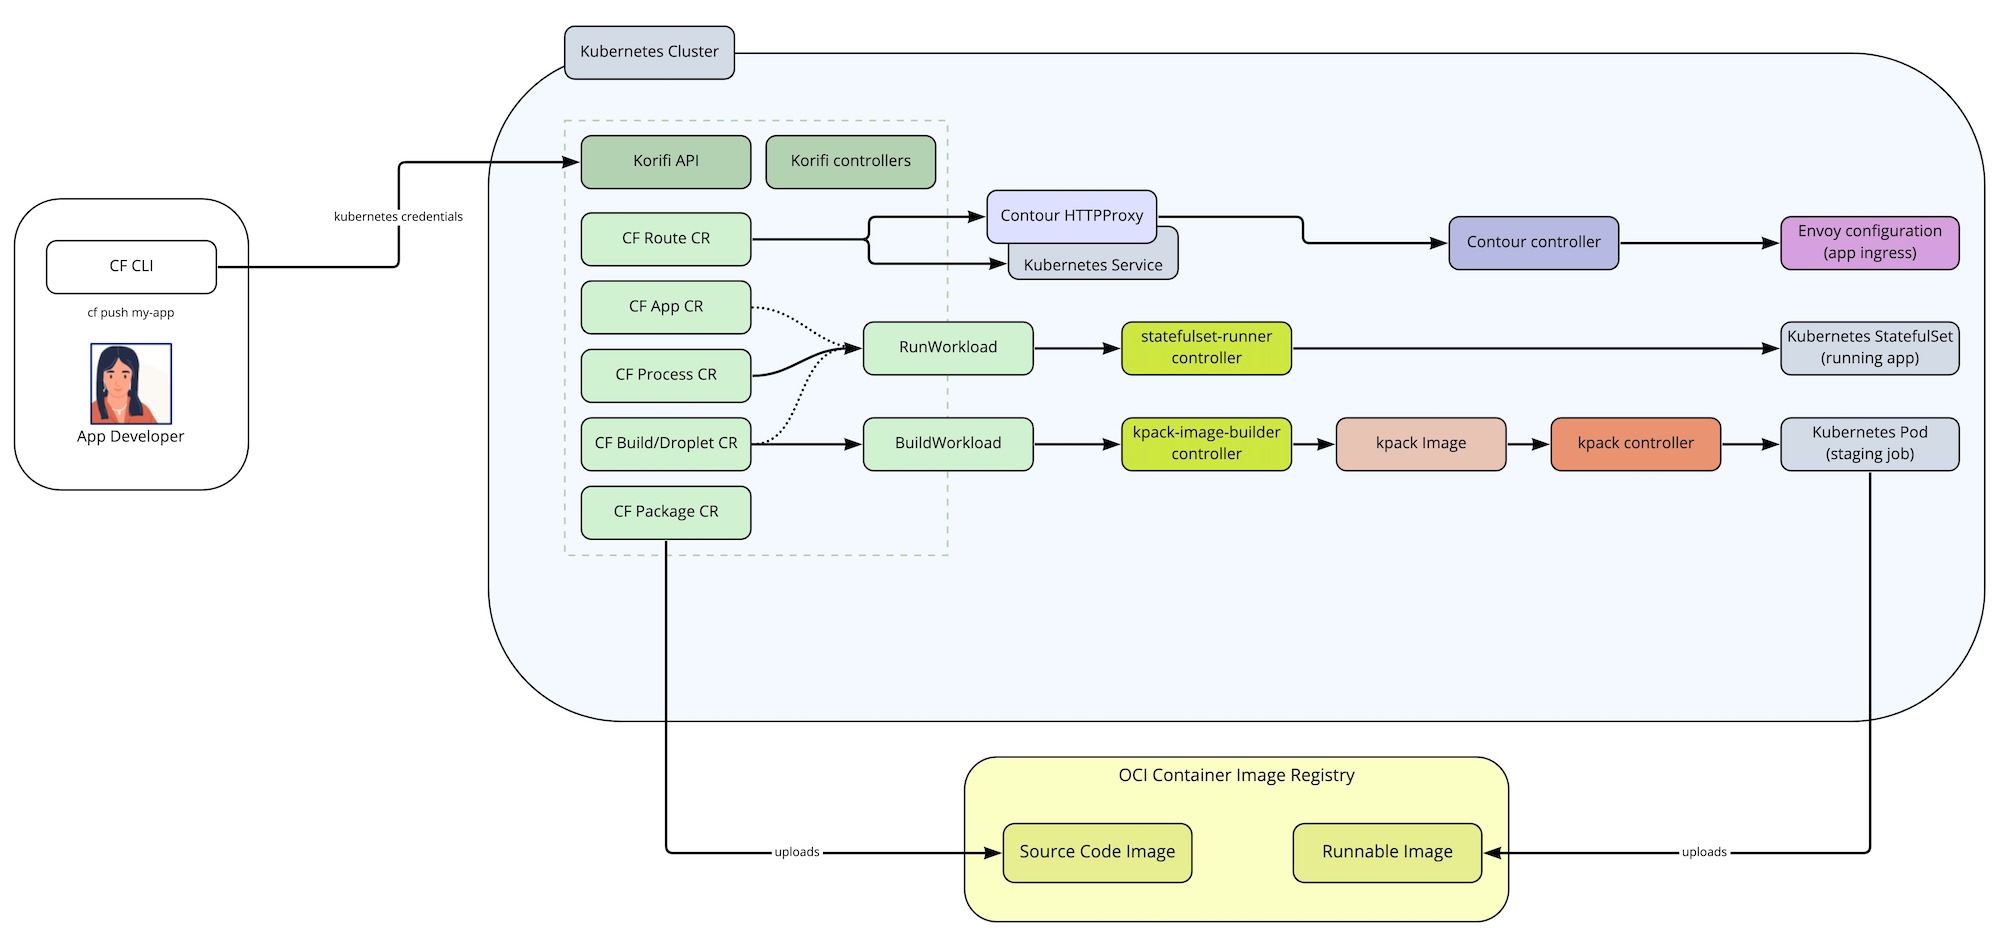 Kubernetes Cluster
Korifi API
Korifi controllers
kubernetes credentials
CF CLI
cf push my-app
App Developer
CF Route CR
Contour HTTPProxy
Kubernetes Service
Contour controller
Envoy configuration
(app ingress)
CF App CR
CF Process CR
RunWorkload
statefulset-runner
controller
Kubernetes StatefulSet
(running app)
CF Build/Droplet CR
BuildWorkload
kpack-image-builder
controller
kpack Image
kpack controller
Kubernetes Pod
(staging job)
CF Package CR
OCI Container Image Registry
uploads
Source Code Image
Runnable Image
uploads